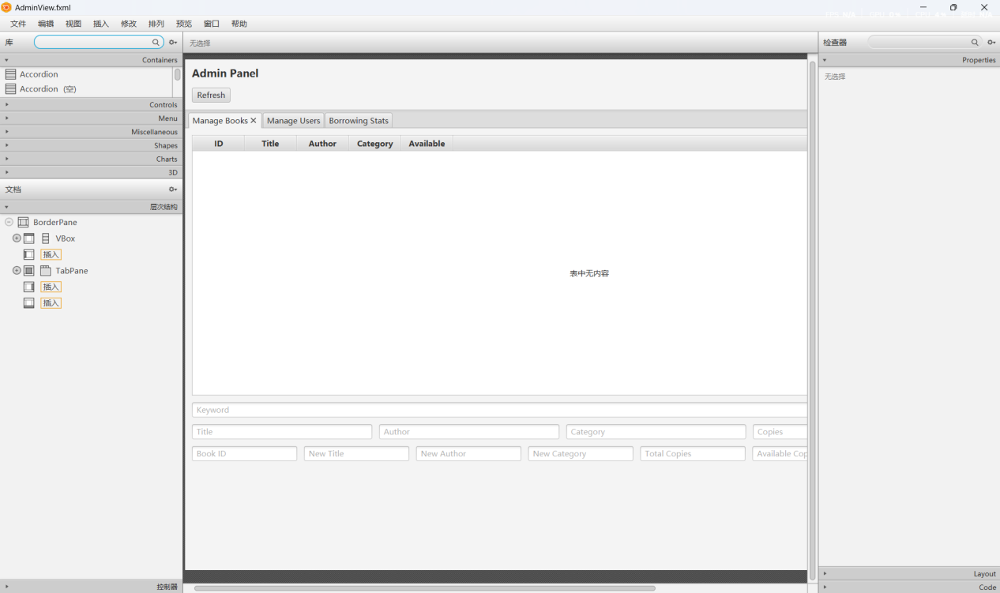 AdminView.fxml
文件 编辑 视图 插入 修改 排列 预览 窗口 帮助
库
无选择
检查器
Containers
Accordion
Accordion (空)
Controls
Menu
Miscellaneous
Shapes
Charts
3D
文档
层次结构
BorderPane
VBox
插入
TabPane
插入
插入
控制器
Admin Panel
Refresh
Manage Books Manage Users Borrowing Stats
ID Title Author Category Available
表中无内容
Keyword
Title Author Category Copies
Book ID New Title New Author New Category Total Copies Available Cop
Properties
无选择
Layout
Code